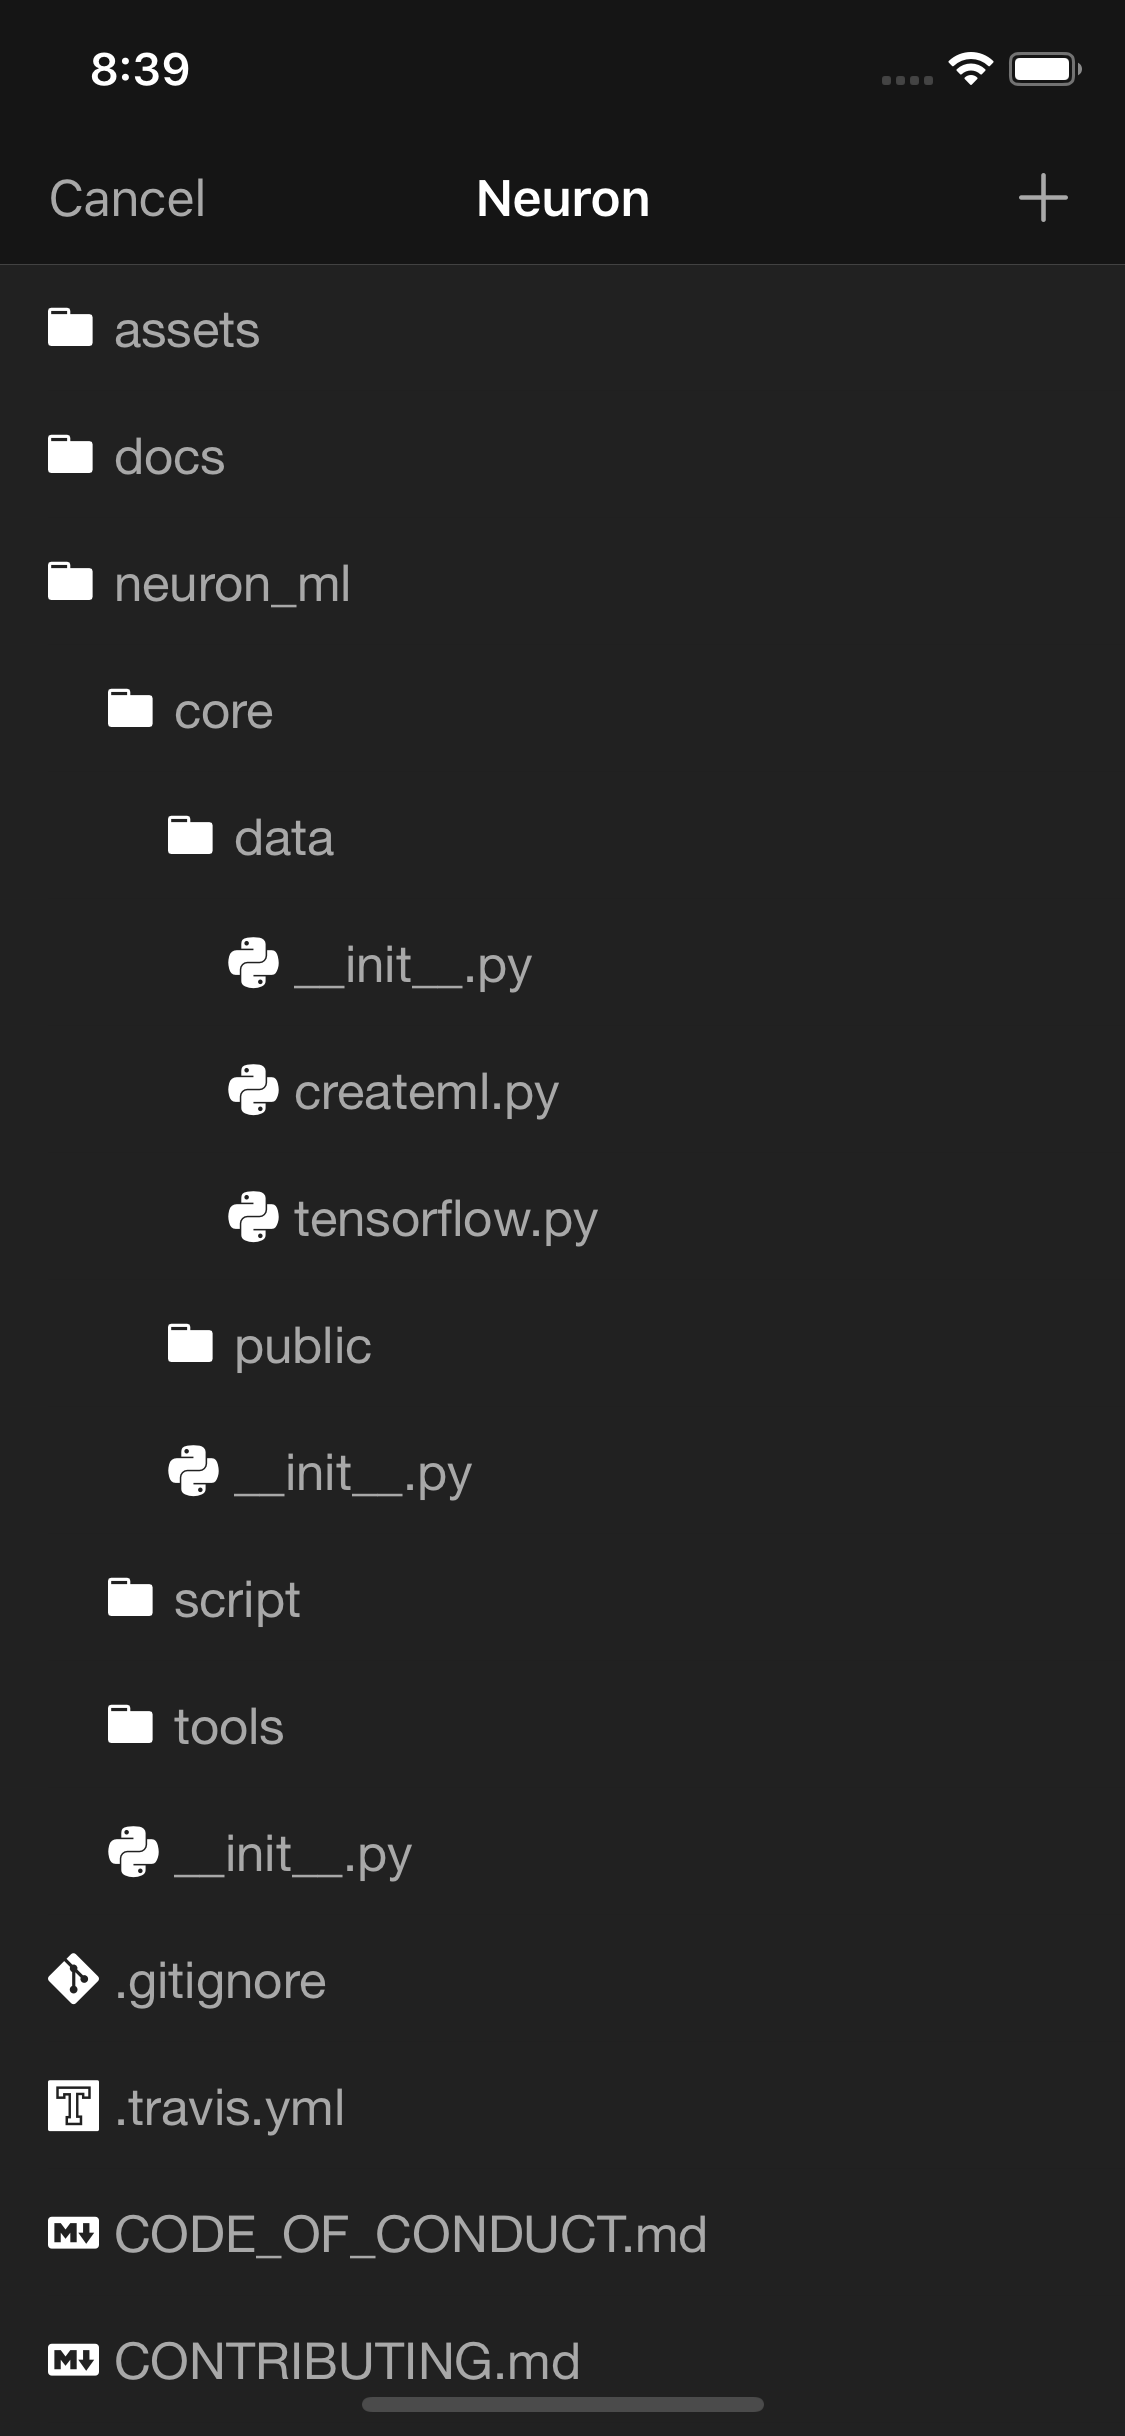 8:39
Cancel Neuron
assets
docs
neuron_ml
core
data
__init__.py
createml.py
tensorflow.py
public
__init__.py
script
tools
__init__.py
.gitignore
T .travis.yml
M CODE_OF_CONDUCT.md
M CONTRIBUTING.md